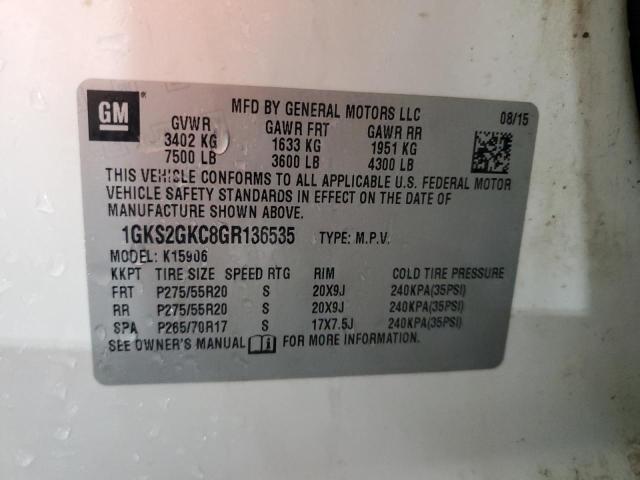 GM
MFD BY GENERAL MOTORS LLC 08/15
GVWR GAWR FRT GAWR RR
3402 KG 1633 KG 1951 KG
7500 LB 3600 LB 4300 LB
THIS VEHICLE CONFORMS TO ALL APPLICABLE U.S. FEDERAL MOTOR
VEHICLE SAFETY STANDARDS IN EFFECT ON THE DATE OF
MANUFACTURE SHOWN ABOVE.
1GKS2GKC8GR136535 TYPE: M.P.V.
MODEL: K15906
KKPT TIRE SIZE SPEED RTG RIM COLD TIRE PRESSURE
FRT P275/55R20 S 20X9J 240KPA(35PSI)
RR P275/55R20 S 20X9J 240KPA(35PSI)
SPA P265/70R17 S 17X7.5J 240KPA(35PSI)
SEE OWNER'S MANUAL FOR MORE INFORMATION.